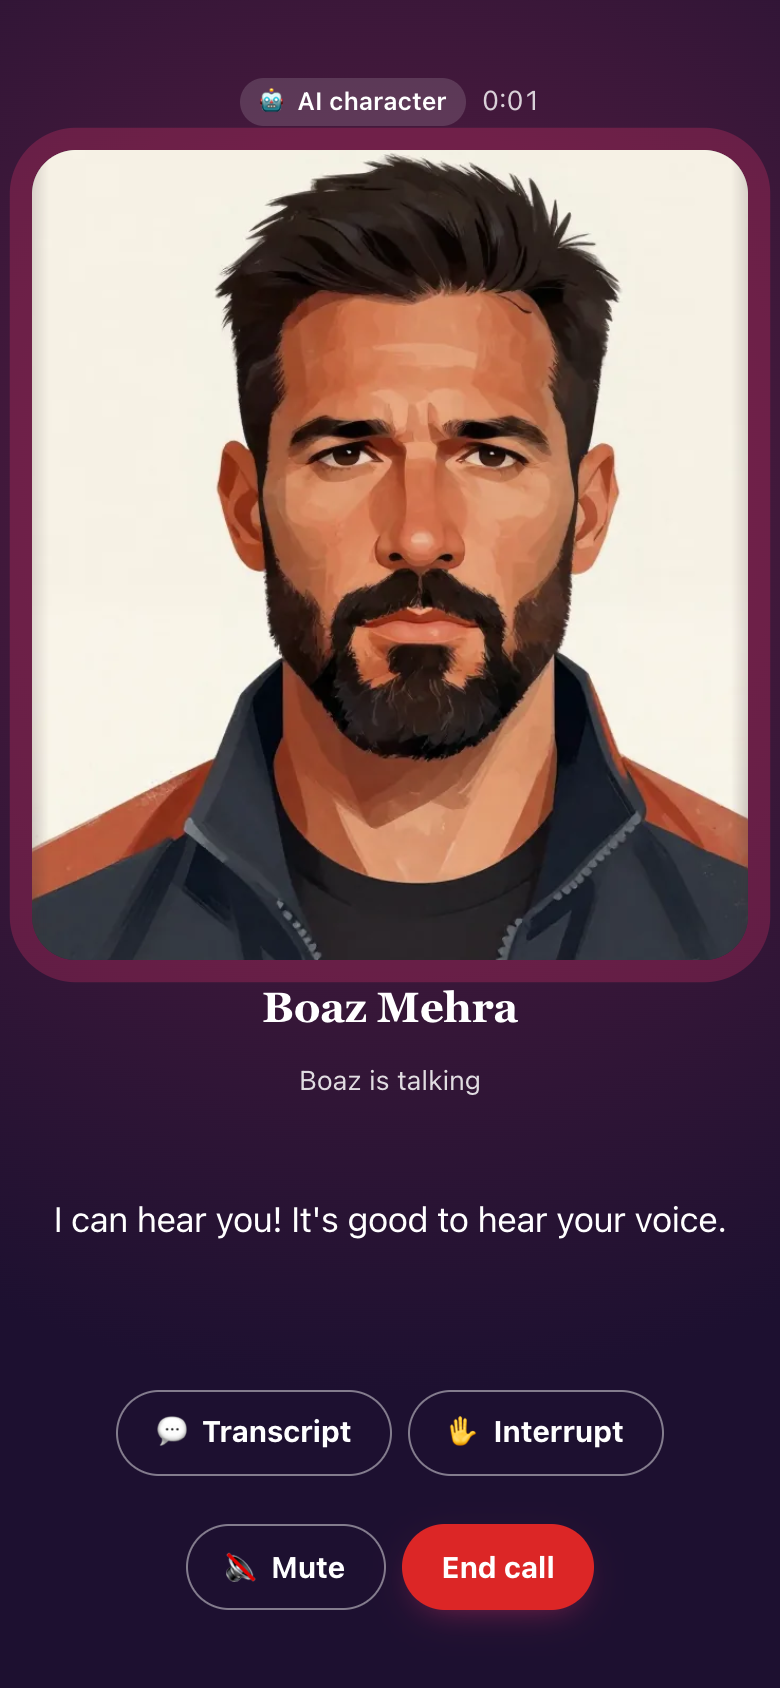 AI character 0:01
Boaz Mehra
Boaz is talking
I can hear you! It's good to hear your voice.
Transcript Interrupt
Mute End call